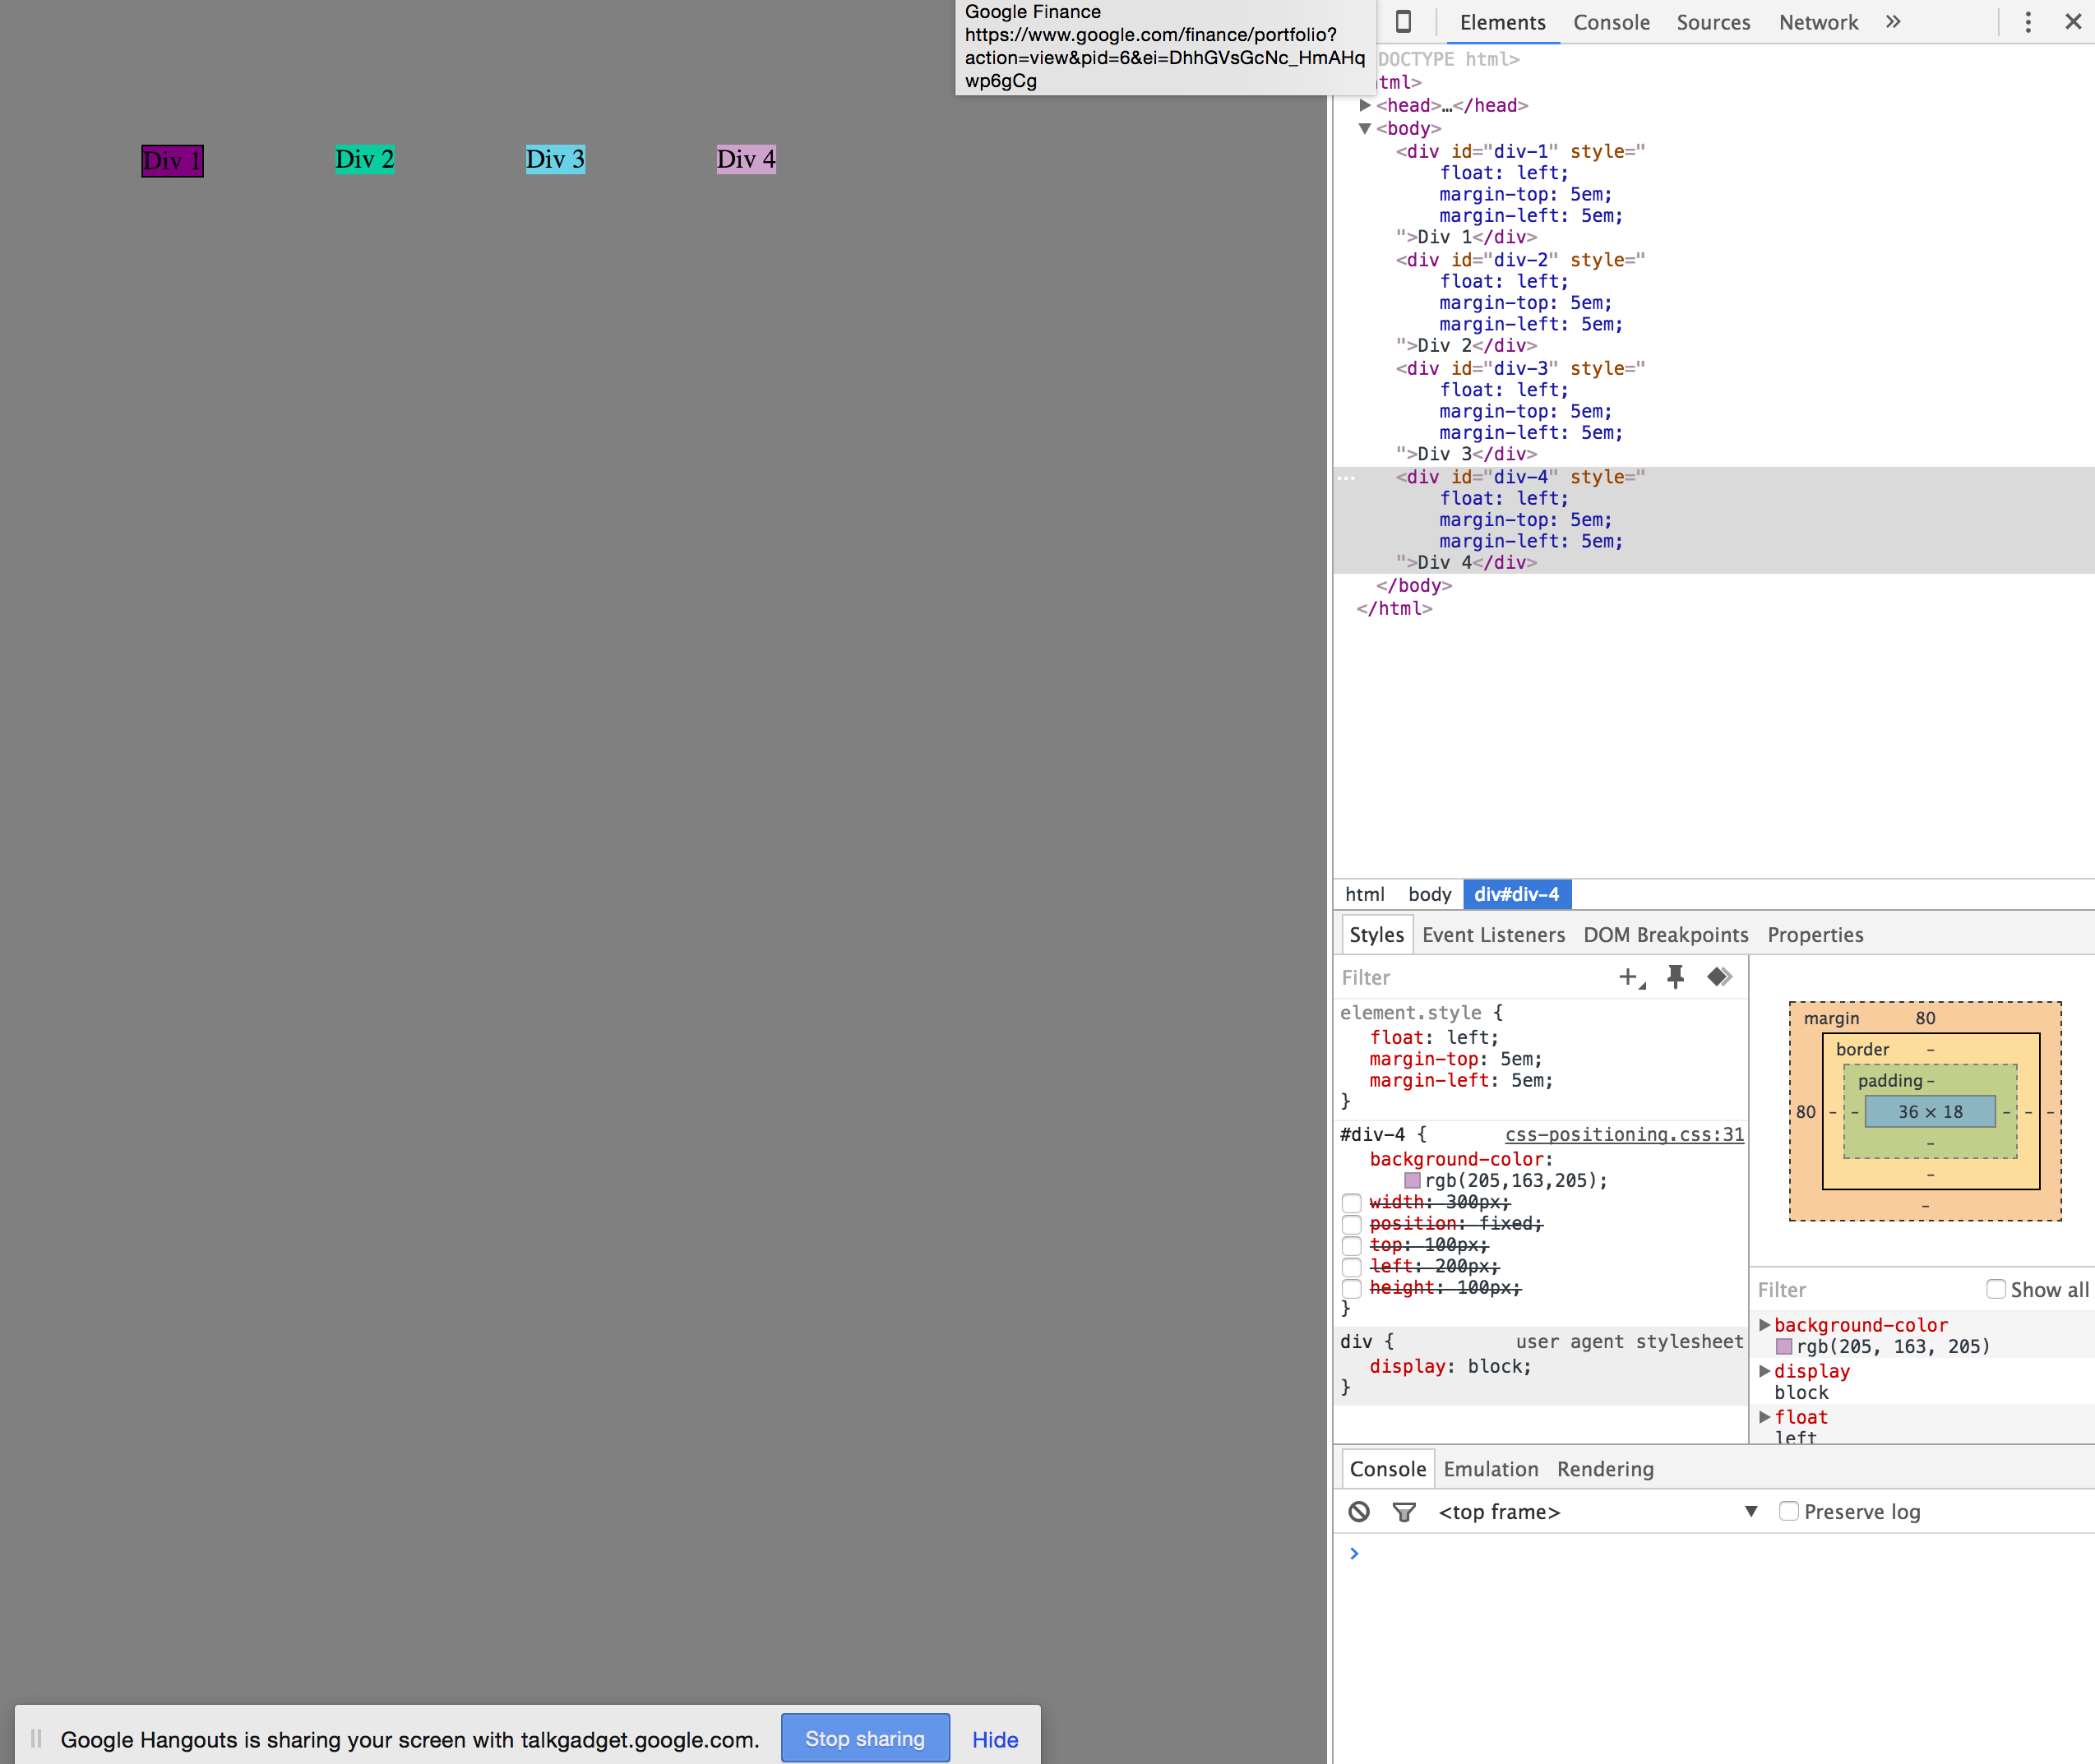 Google Finance
https://www.google.com/finance/portfolio?
action=view&pid=6&ei=DhhGVsGcNc_HmAHq
wp6gCg
Div 1
Div 2
Div 3
Div 4
Elements Console Sources Network
DOCTYPE html>
tml>
<head>…</head>
<body>
<div id="div-1" style="
float: left;
margin-top: 5em;
margin-left: 5em;
">Div 1</div>
<div id="div-2" style="
float: left;
margin-top: 5em;
margin-left: 5em;
">Div 2</div>
<div id="div-3" style="
float: left;
margin-top: 5em;
margin-left: 5em;
">Div 3</div>
<div id="div-4" style="
float: left;
margin-top: 5em;
margin-left: 5em;
">Div 4</div>
</body>
</html>
html body div#div-4
Styles Event Listeners DOM Breakpoints Properties
Filter
element.style {
float: left;
margin-top: 5em;
margin-left: 5em;
}
#div-4 { css-positioning.css:31
background-color:
rgb(205,163,205);
width: 300px;
position: fixed;
top: 100px;
left: 200px;
height: 100px;
}
div { user agent stylesheet
display: block;
}
margin 80
border -
padding -
80 - - 36 × 18 - - -
-
-
-
Filter Show all
background-color
rgb(205, 163, 205)
display
block
float
left
Console Emulation Rendering
<top frame> Preserve log
Google Hangouts is sharing your screen with talkgadget.google.com. Stop sharing Hide